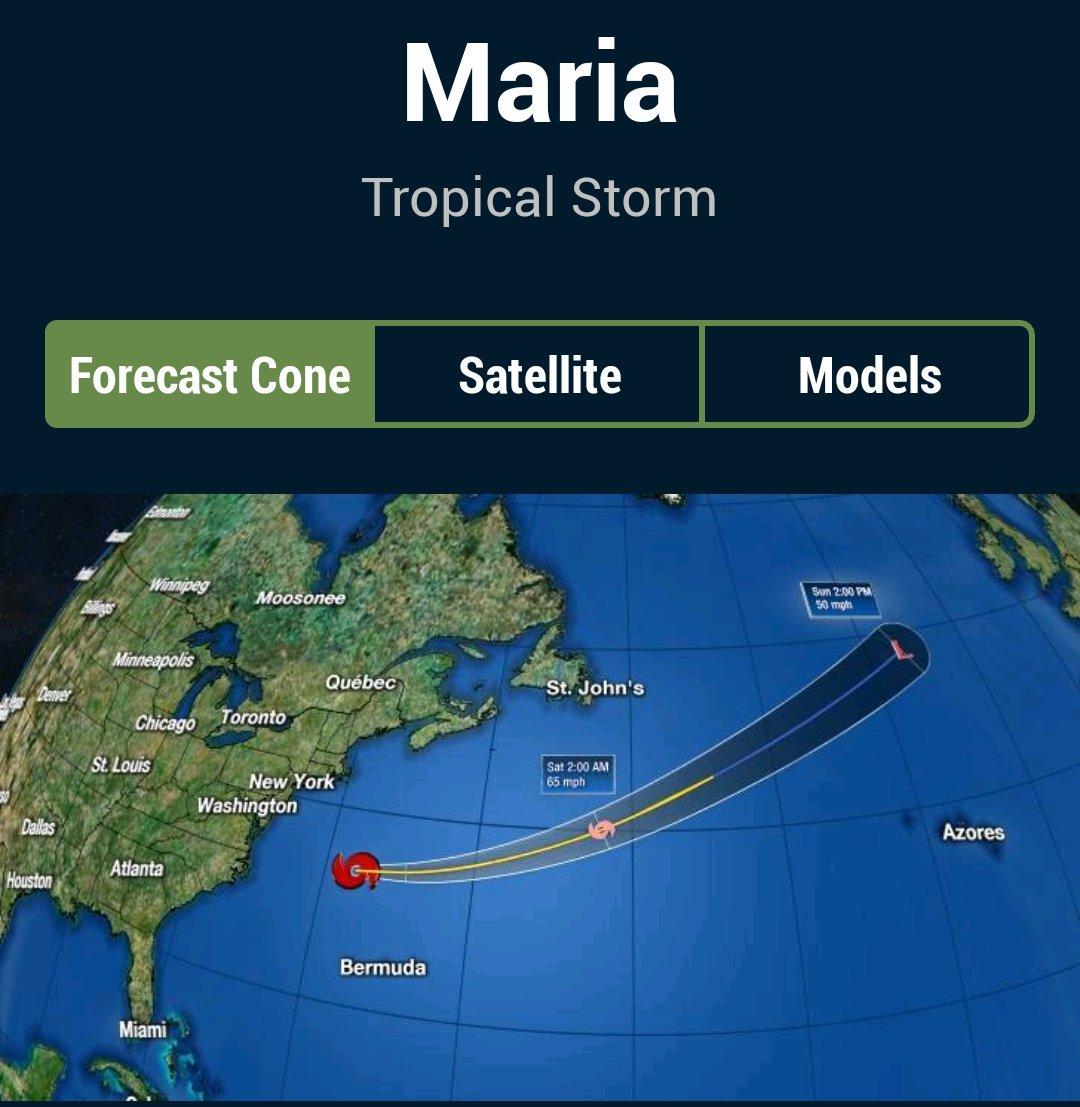 Maria
Tropical Storm
Forecast Cone
Satellite
Models
Edmonton
Winnipeg
Moosonee
Billings
Sun 2:00 PM
50 mph
Minneapolis
Québec
St. John's
Denver
Chicago
Toronto
St. Louis
New York
Washington
Sat 2:00 AM
65 mph
Dallas
Azores
Atlanta
Houston
Bermuda
Miami